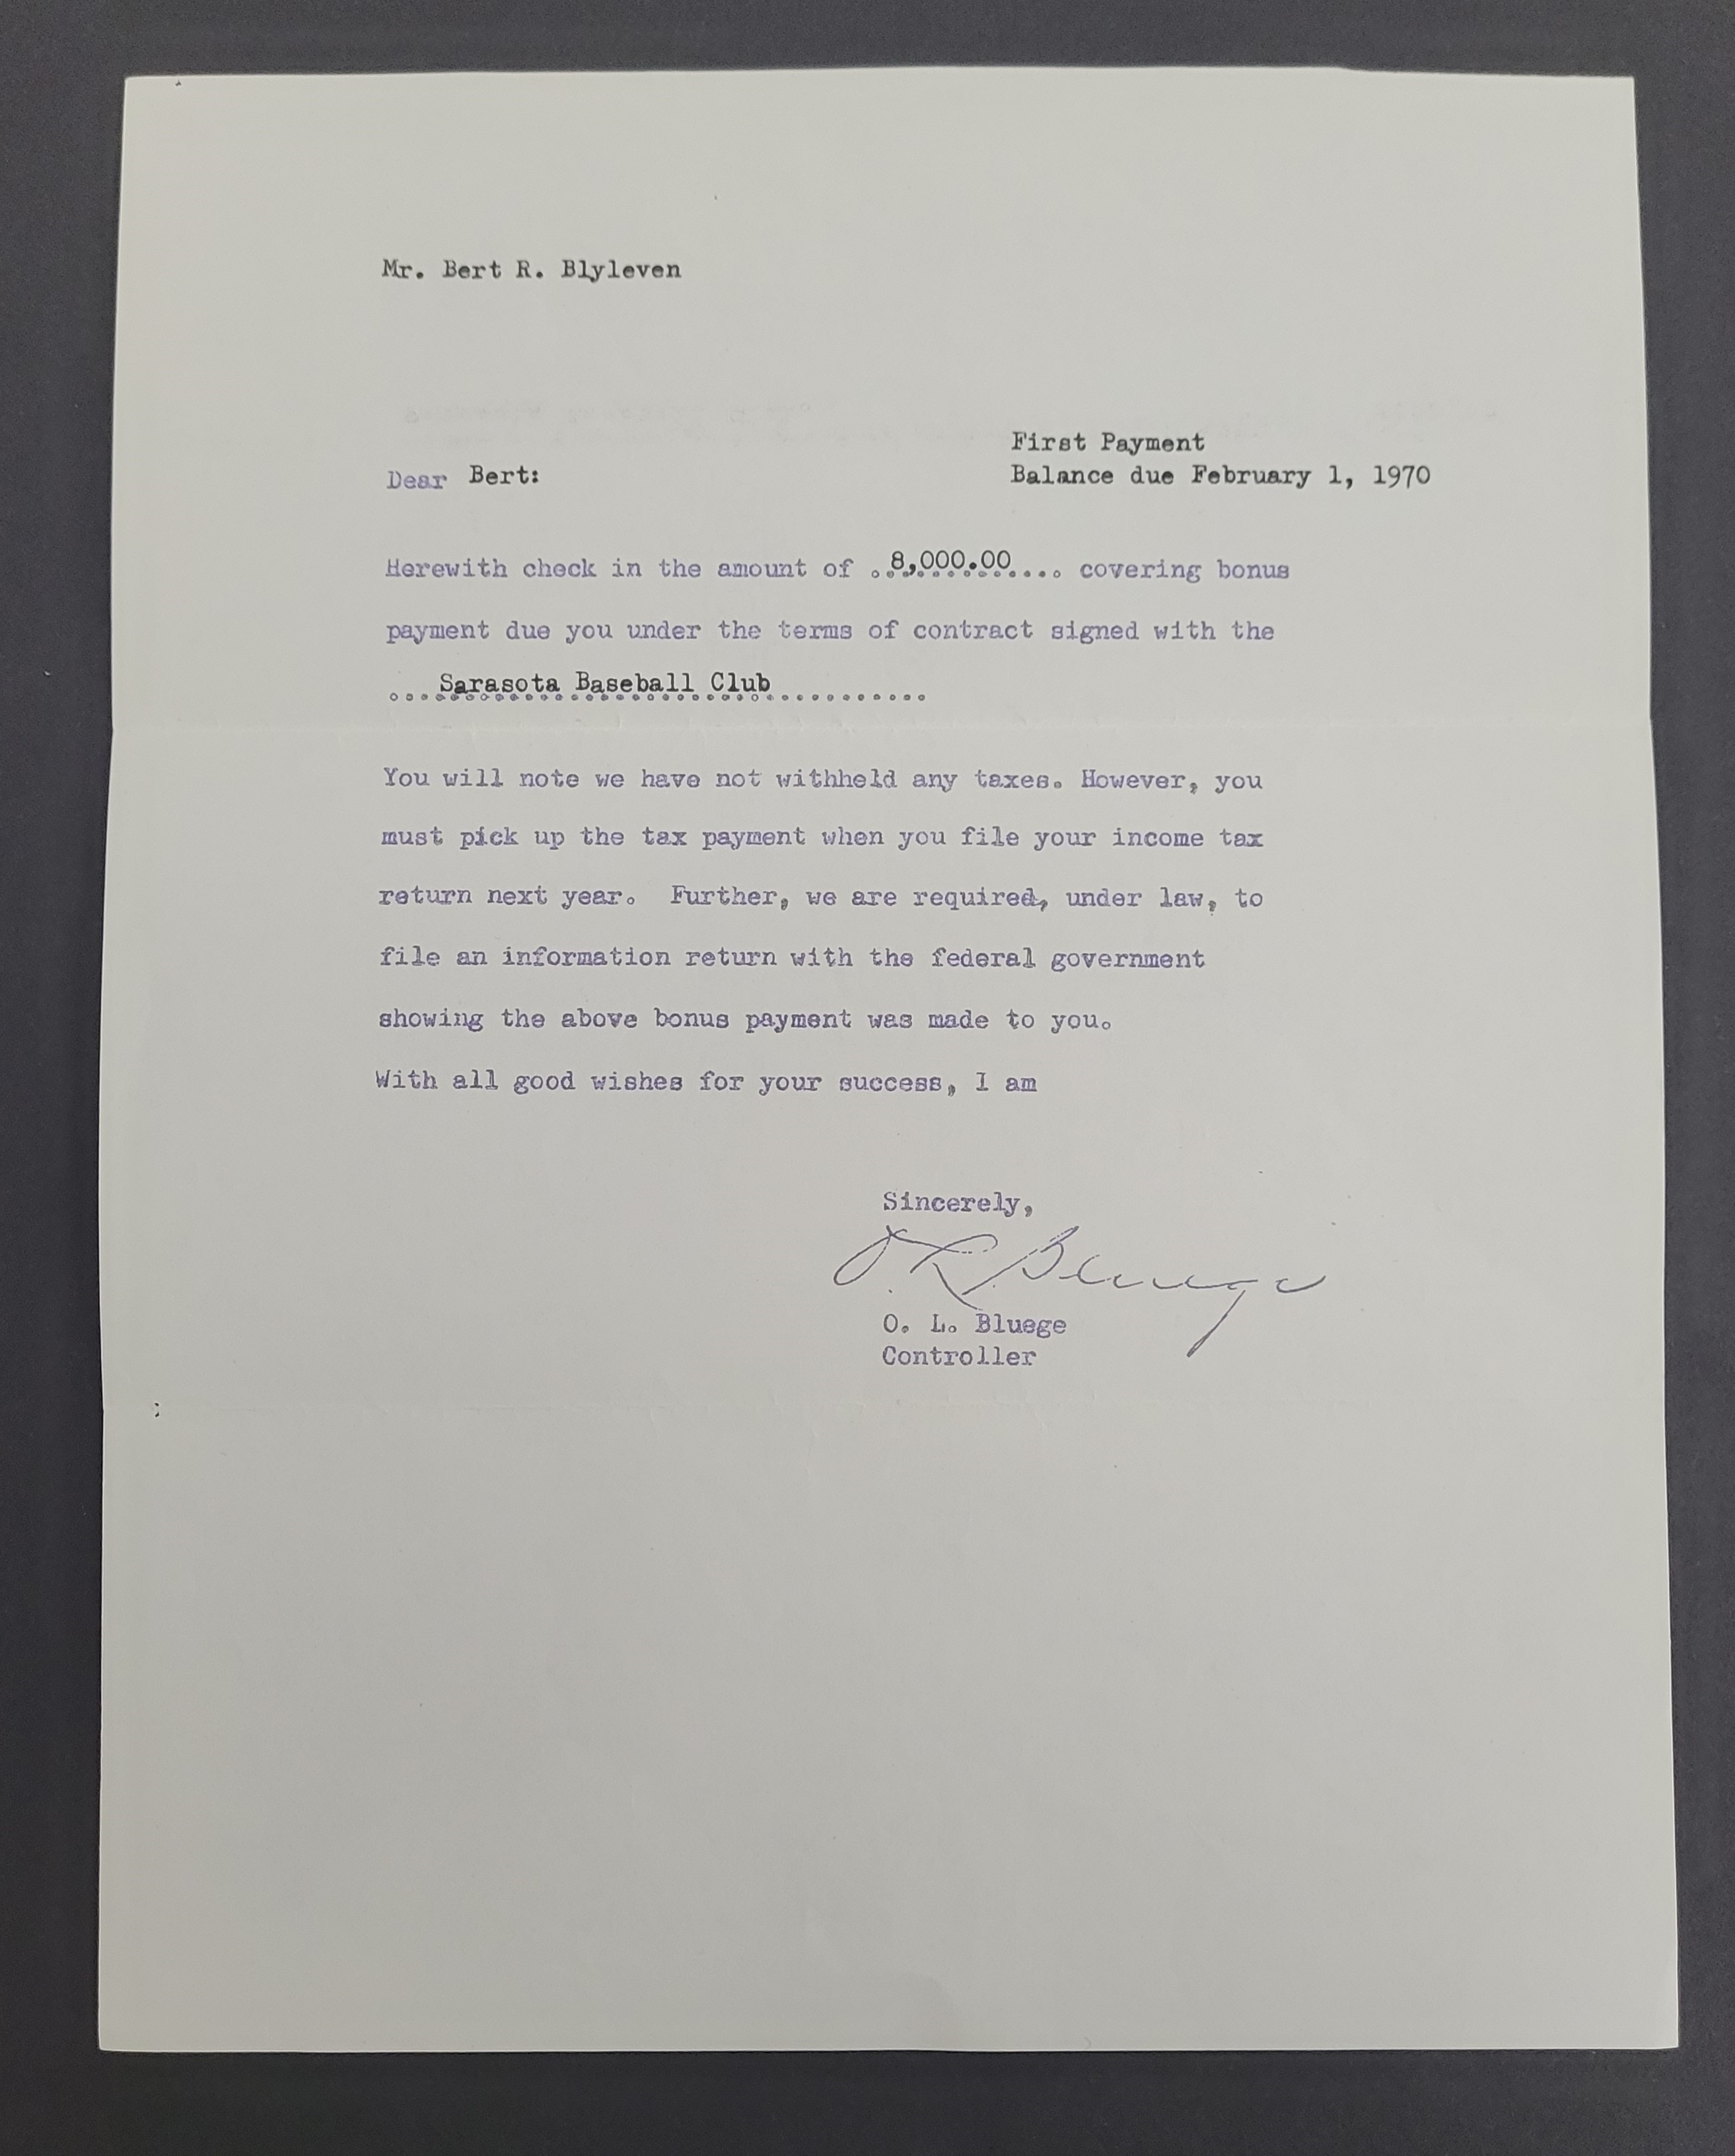 Mr. Bert R. Blyleven
First Payment
Dear Bert: Balance due February 1, 1970
Herewith check in the amount of ..8,000.00.... covering bonus
payment due you under the terms of contract signed with the
...Sarasota Baseball Club...........
You will note we have not withheld any taxes. However, you
must pick up the tax payment when you file your income tax
return next year. Further, we are required, under law, to
file an information return with the federal government
showing the above bonus payment was made to you.
With all good wishes for your success, I am
Sincerely,
O L Bluege
O. L. Bluege
Controller